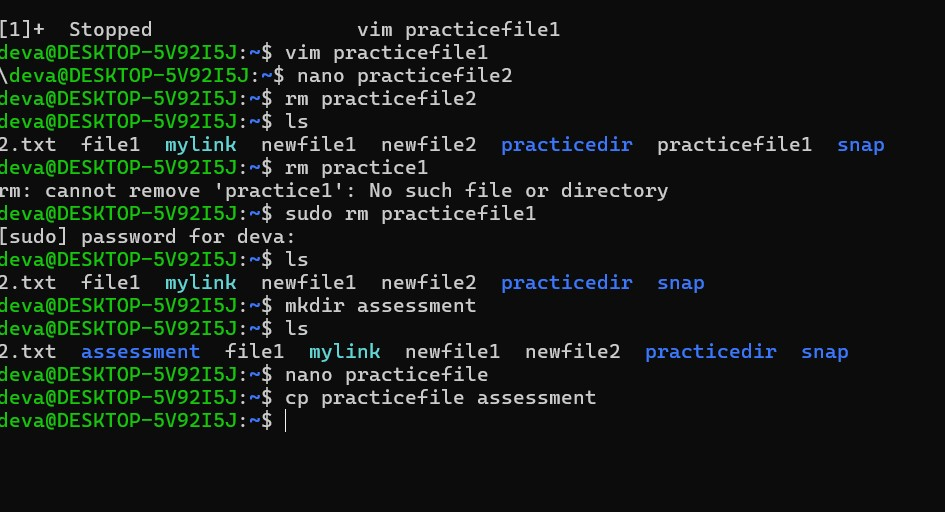 [1]+  Stopped                 vim practicefile1
deva@DESKTOP-5V92I5J:~$ vim practicefile1
\deva@DESKTOP-5V92I5J:~$ nano practicefile2
deva@DESKTOP-5V92I5J:~$ rm practicefile2
deva@DESKTOP-5V92I5J:~$ ls
2.txt  file1  mylink  newfile1  newfile2  practicedir  practicefile1  snap
deva@DESKTOP-5V92I5J:~$ rm practice1
rm: cannot remove 'practice1': No such file or directory
deva@DESKTOP-5V92I5J:~$ sudo rm practicefile1
[sudo] password for deva:
deva@DESKTOP-5V92I5J:~$ ls
2.txt  file1  mylink  newfile1  newfile2  practicedir  snap
deva@DESKTOP-5V92I5J:~$ mkdir assessment
deva@DESKTOP-5V92I5J:~$ ls
2.txt  assessment  file1  mylink  newfile1  newfile2  practicedir  snap
deva@DESKTOP-5V92I5J:~$ nano practicefile
deva@DESKTOP-5V92I5J:~$ cp practicefile assessment
deva@DESKTOP-5V92I5J:~$